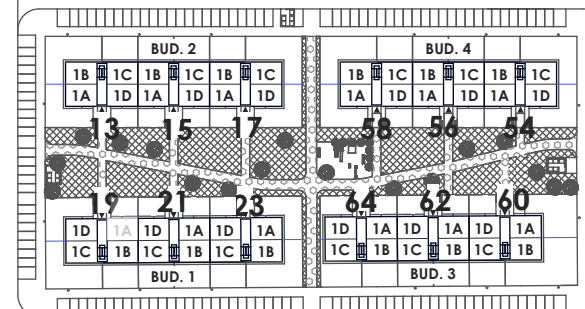 BUD. 2 BUD. 4
1B 1C 1B 1C 1B 1C 1B 1C 1B 1C 1B 1C
1A 1D 1A 1D 1A 1D 1A 1D 1A 1D 1A 1D
13 15 17 58 56 54
19 21 23 64 62 60
1D 1A 1D 1A 1D 1A 1D 1A 1D 1A 1D 1A
1C 1B 1C 1B 1C 1B 1C 1B 1C 1B 1C 1B
BUD. 1 BUD. 3